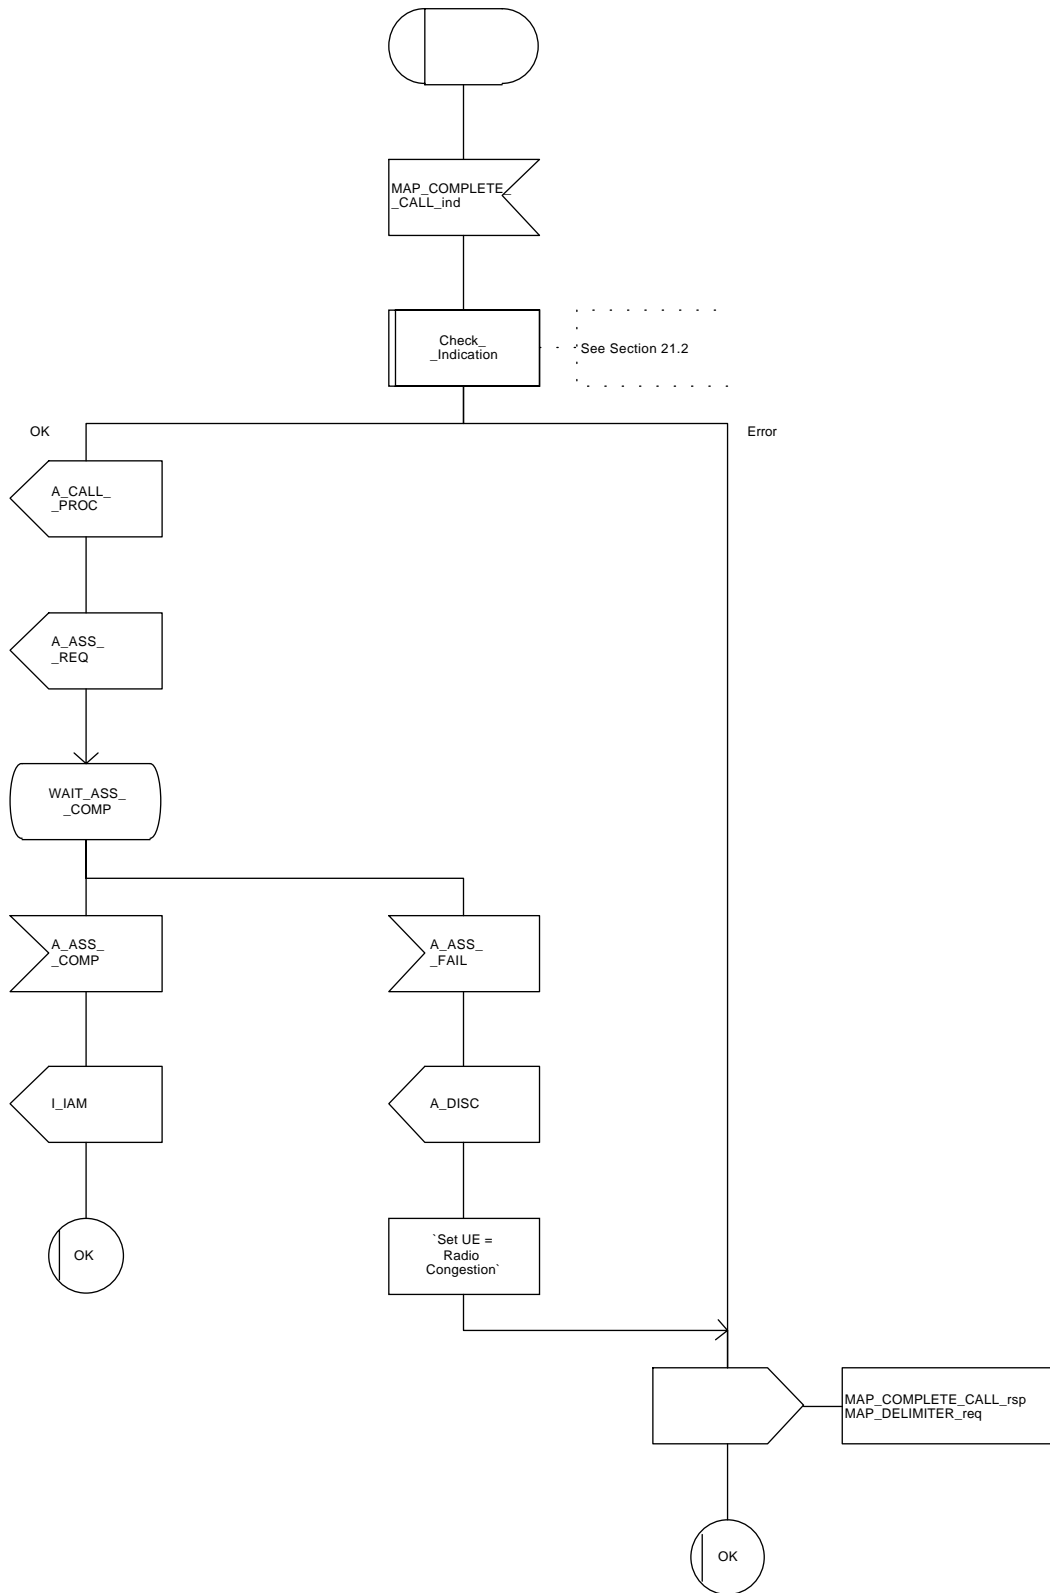 MAP_COMPLETE_
_CALL_ind
Check_
_Indication
See Section 21.2
OK
Error
A_CALL_
_PROC
A_ASS_
_REQ
WAIT_ASS_
_COMP
A_ASS_
_COMP
A_ASS_
_FAIL
I_IAM
A_DISC
OK
`Set UE =
Radio
Congestion`
MAP_COMPLETE_CALL_rsp
MAP_DELIMITER_req
OK